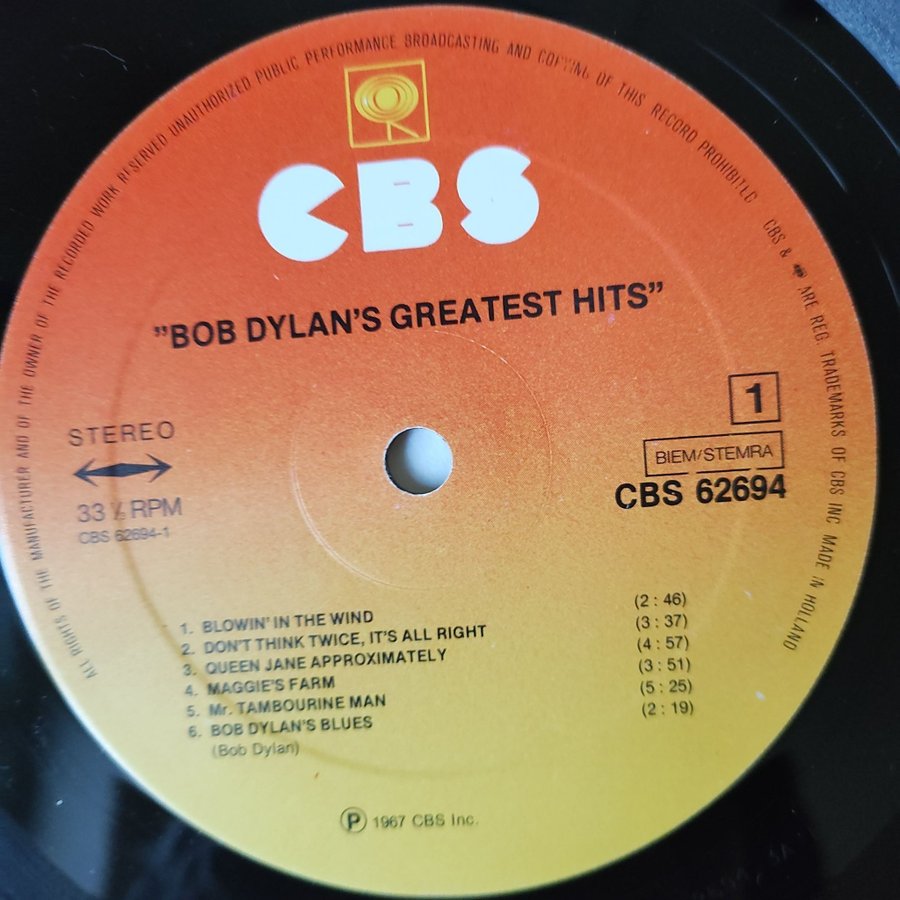 ALL RIGHTS OF THE MANUFACTURER AND OF THE OWNER OF THE RECORDED WORK RESERVED UNAUTHORIZED PUBLIC PERFORMANCE BROADCASTING AND COPYING OF THIS RECORD PROHIBITED
CBS & ARE REG. TRADEMARKS OF CBS INC MADE IN HOLLAND
CBS
"BOB DYLAN'S GREATEST HITS"
1
STEREO
BIEM/STEMRA
CBS 62694
33 ⅓ RPM
CBS 62694-1
1. BLOWIN' IN THE WIND (2 : 46)
2. DON'T THINK TWICE, IT'S ALL RIGHT (3 : 37)
3. QUEEN JANE APPROXIMATELY (4 : 57)
4. MAGGIE'S FARM (3 : 51)
5. Mr. TAMBOURINE MAN (5 : 25)
6. BOB DYLAN'S BLUES (2 : 19)
(Bob Dylan)
Ⓟ 1967 CBS Inc.